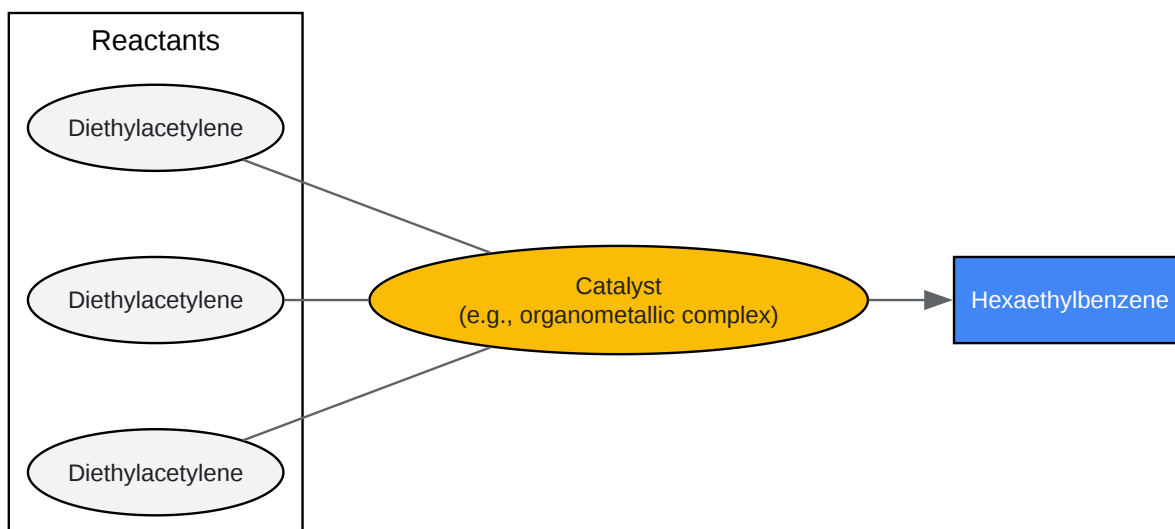 Reactants
Diethylacetylene
Diethylacetylene
Diethylacetylene
Catalyst
(e.g., organometallic complex)
Hexaethylbenzene